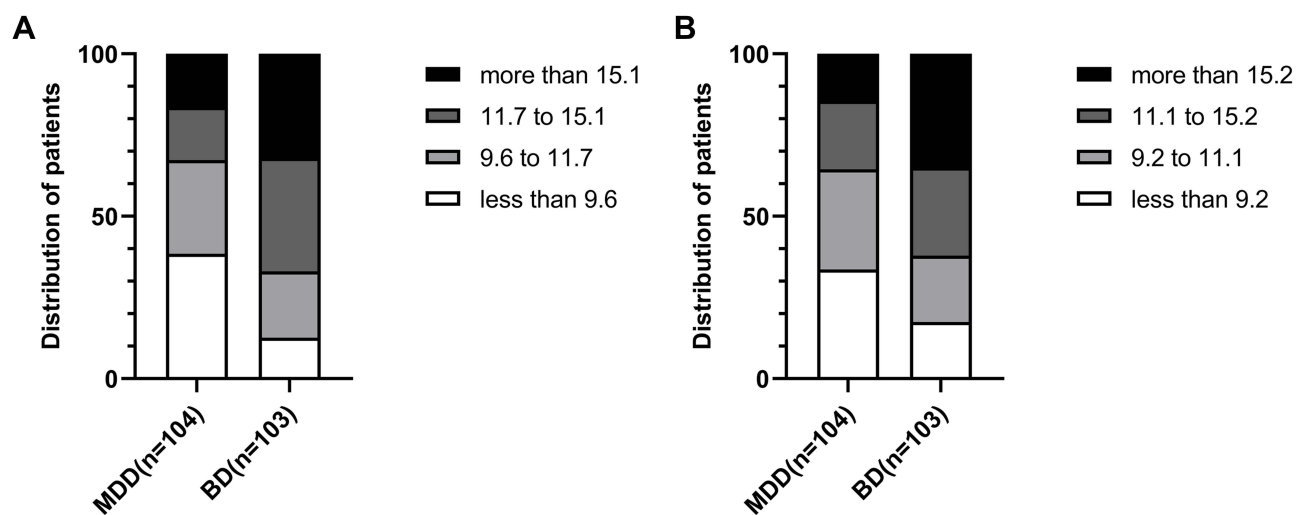 A
Distribution of patients
100
50
0
MDD(n=104)
BD(n=103)
more than 15.1
11.7 to 15.1
9.6 to 11.7
less than 9.6
B
Distribution of patients
100
50
0
MDD(n=104)
BD(n=103)
more than 15.2
11.1 to 15.2
9.2 to 11.1
less than 9.2